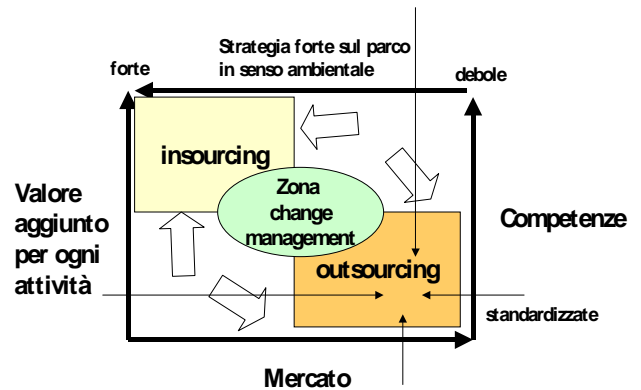 Strategia forte sul parco
in senso ambientale
forte
debole
insourcing
Zona
change
management
Valore
aggiunto
per ogni
attività
Competenze
outsourcing
standardizzate
Mercato